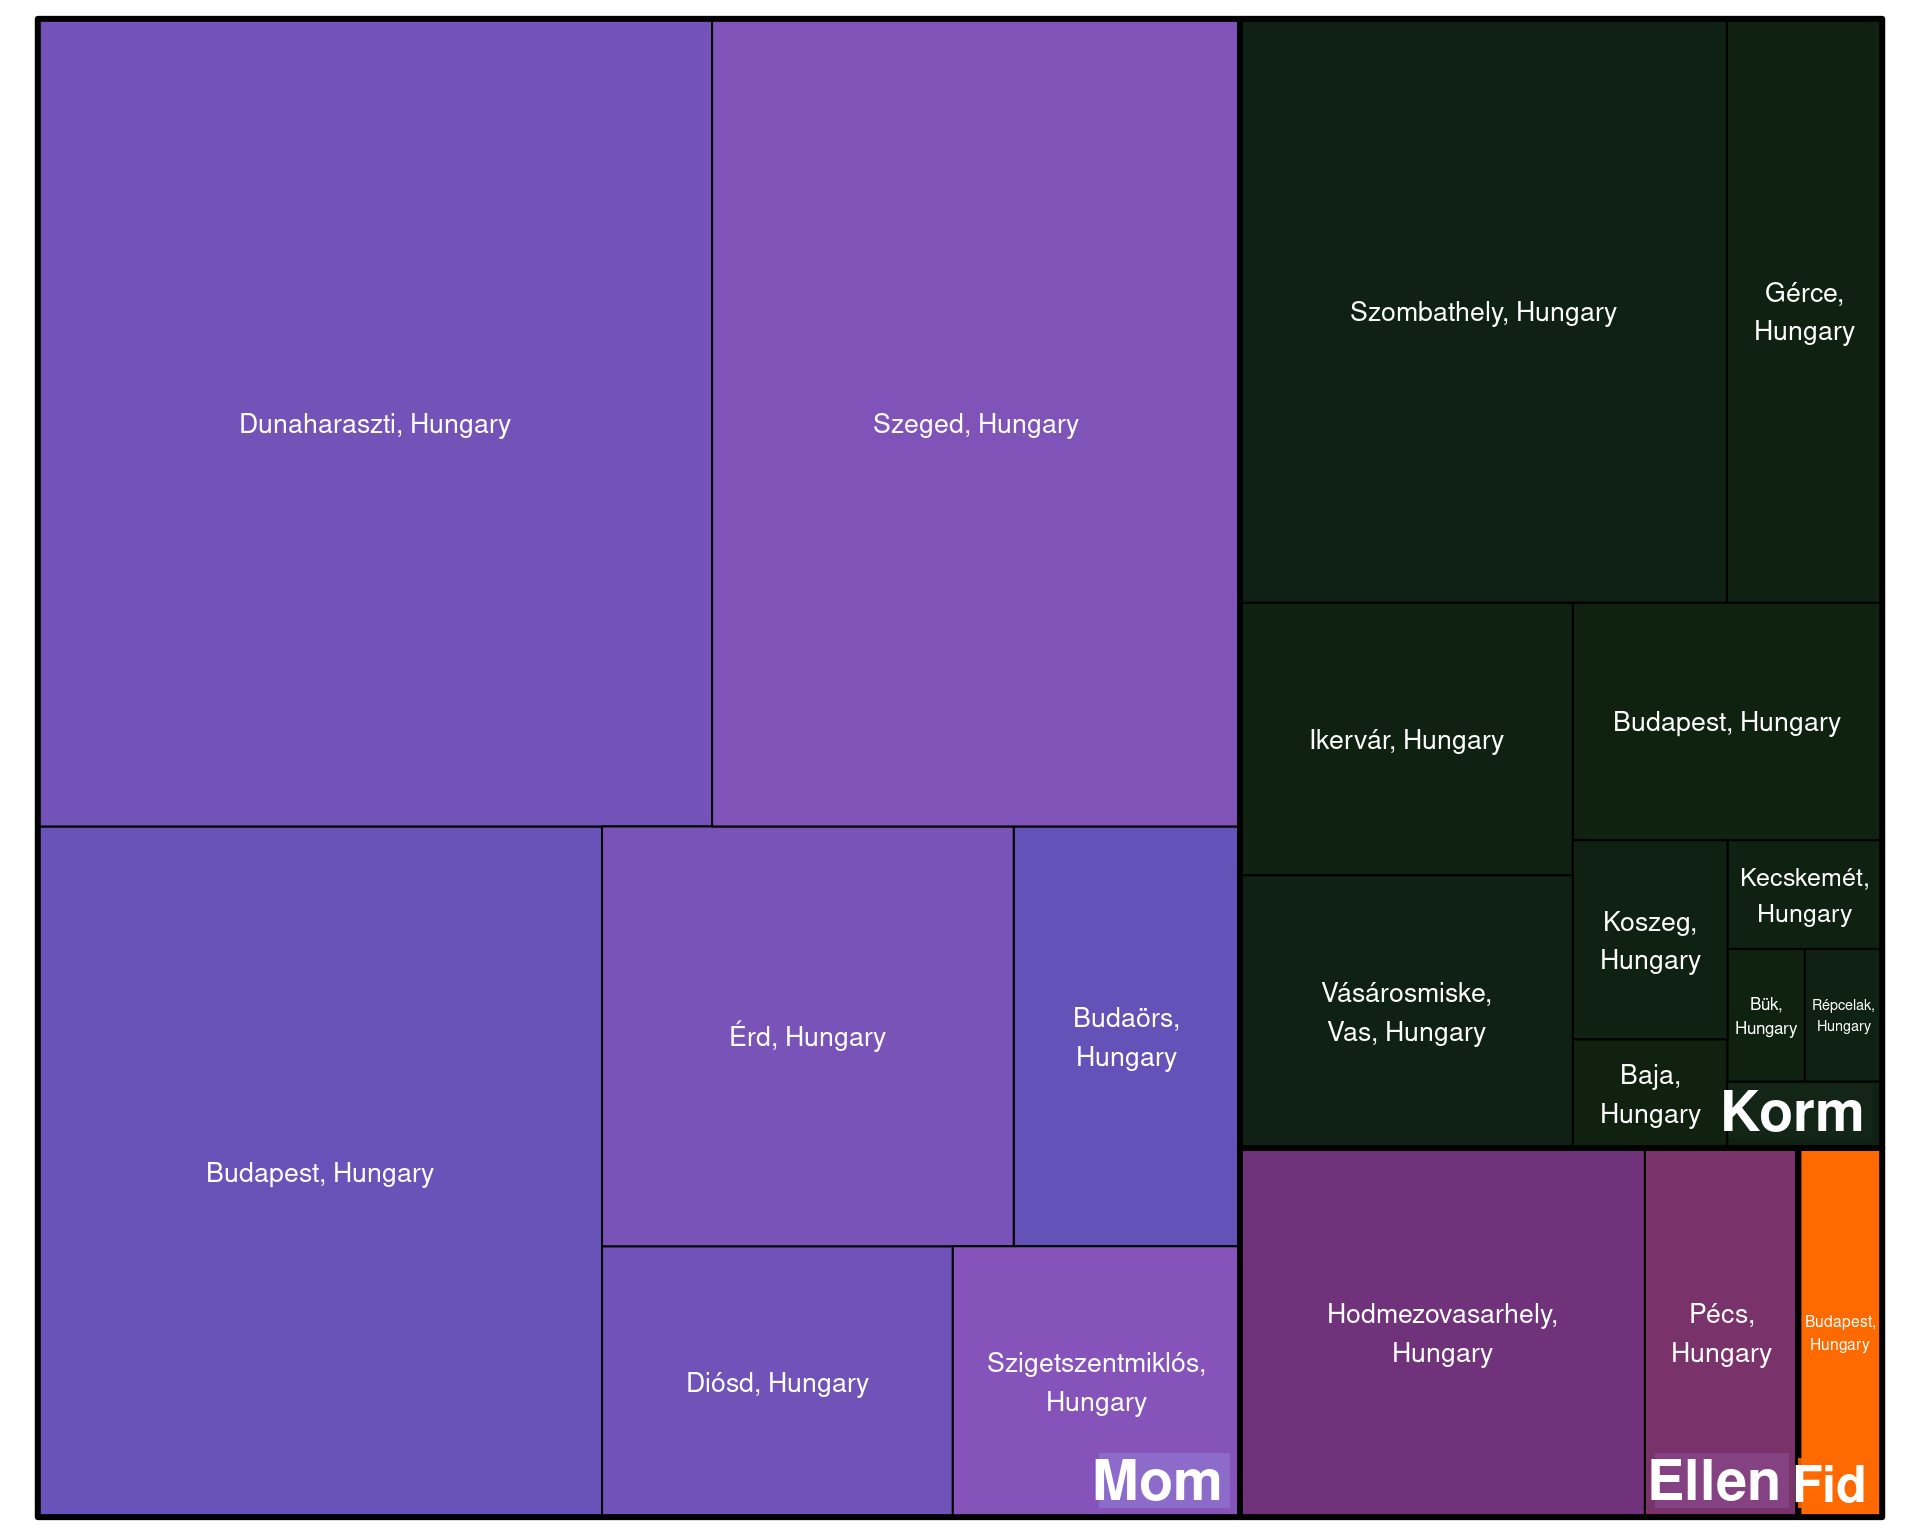 Dunaharaszti, Hungary
Szeged, Hungary
Budapest, Hungary
Érd, Hungary
Budaörs,
Hungary
Diósd, Hungary
Szigetszentmiklós,
Hungary
Mom
Szombathely, Hungary
Gérce,
Hungary
Ikervár, Hungary
Budapest, Hungary
Vásárosmiske,
Vas, Hungary
Koszeg,
Hungary
Kecskemét,
Hungary
Bük,
Hungary
Répcelak,
Hungary
Baja,
Hungary
Korm
Hodmezovasarhely,
Hungary
Pécs,
Hungary
Ellen
Budapest,
Hungary
Fid